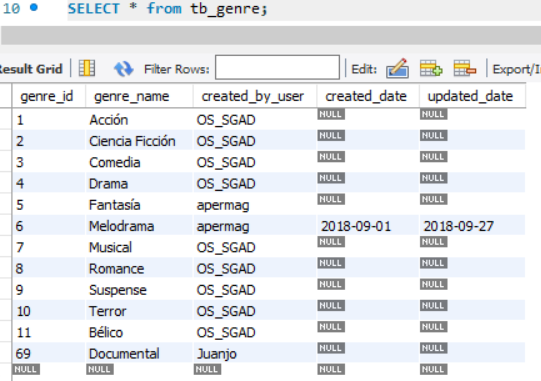 10 SELECT * from tb_genre;
Result Grid Filter Rows: Edit: Export/I
genre_id genre_name created_by_user created_date updated_date
1 Acción OS_SGAD NULL NULL
2 Ciencia Ficción OS_SGAD NULL NULL
3 Comedia OS_SGAD NULL NULL
4 Drama OS_SGAD NULL NULL
5 Fantasía apermag NULL NULL
6 Melodrama apermag 2018-09-01 2018-09-27
7 Musical OS_SGAD NULL NULL
8 Romance OS_SGAD NULL NULL
9 Suspense OS_SGAD NULL NULL
10 Terror OS_SGAD NULL NULL
11 Bélico OS_SGAD NULL NULL
69 Documental Juanjo NULL NULL
NULL NULL NULL NULL NULL